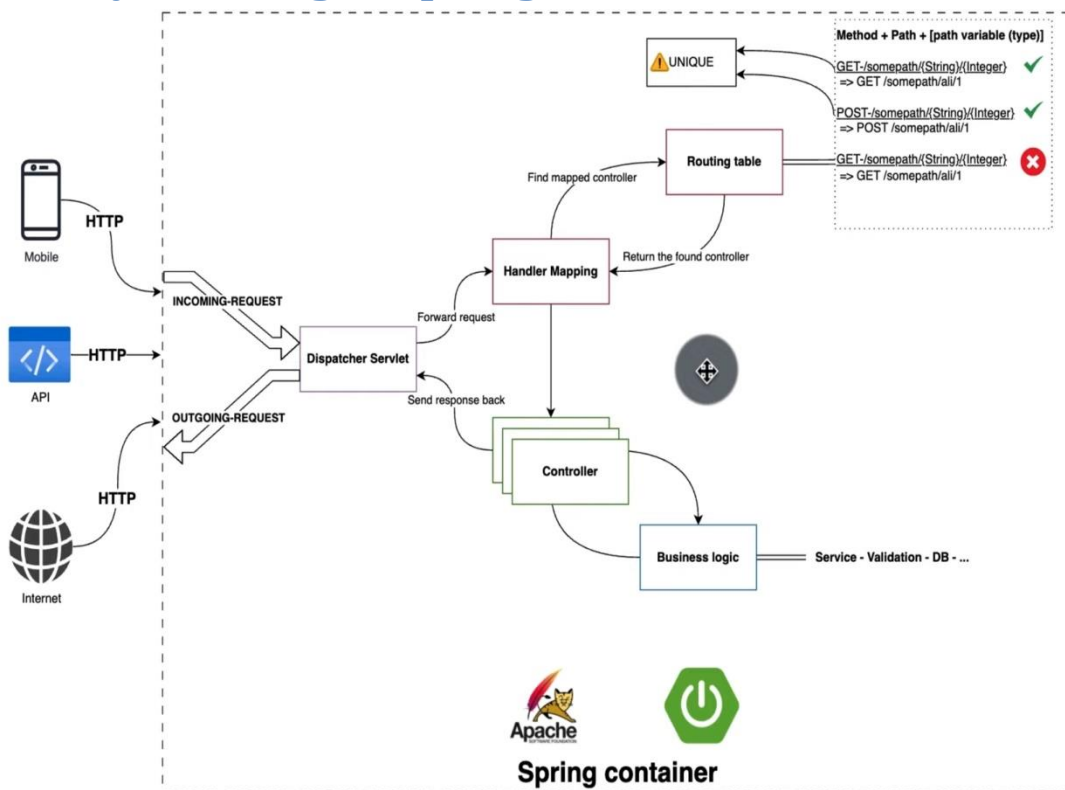 Method + Path + [path variable (type)]
UNIQUE
GET-/somepath/{String}/{Integer}
=> GET /somepath/ali/1
POST-/somepath/{String}/{Integer}
=> POST /somepath/ali/1
GET-/somepath/{String}/{Integer}
=> GET /somepath/ali/1
Routing table
Find mapped controller
Return the found controller
Handler Mapping
HTTP
Mobile
INCOMING-REQUEST
Forward request
Dispatcher Servlet
HTTP
API
Send response back
OUTGOING-REQUEST
Controller
HTTP
Internet
Business logic
Service - Validation - DB - ...
Apache
SOFTWARE FOUNDATION
Spring container